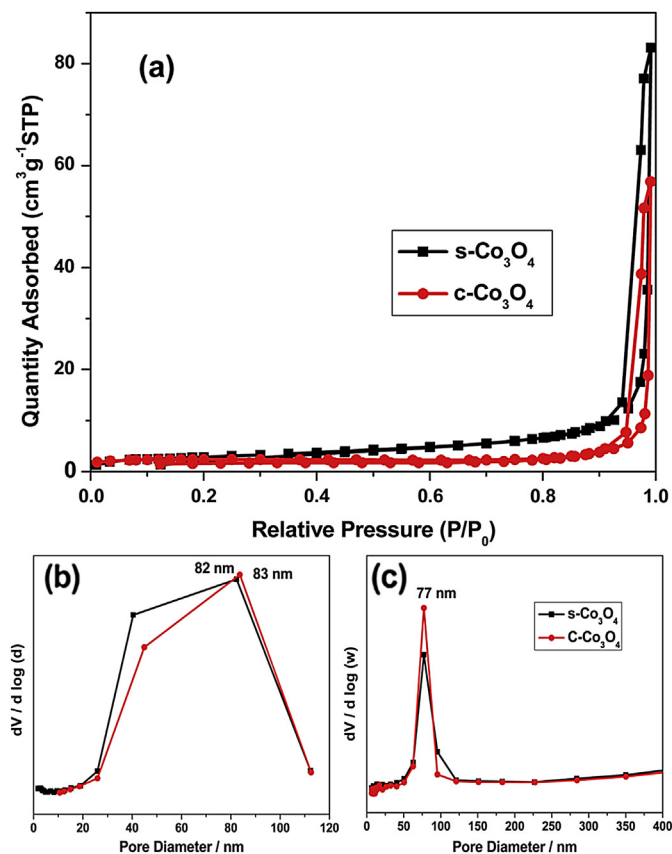 (a)
Quantity Adsorbed (cm³g⁻¹STP)
80
60
40
20
0
s-Co₃O₄
c-Co₃O₄
0.0 0.2 0.4 0.6 0.8 1.0
Relative Pressure (P/P₀)
(b)
82 nm
83 nm
dV / d log (d)
0 20 40 60 80 100 120
Pore Diameter / nm
(c)
77 nm
s-Co₃O₄
C-Co₃O₄
dV / d log (w)
0 50 100 150 200 250 300 350 400
Pore Diameter / nm